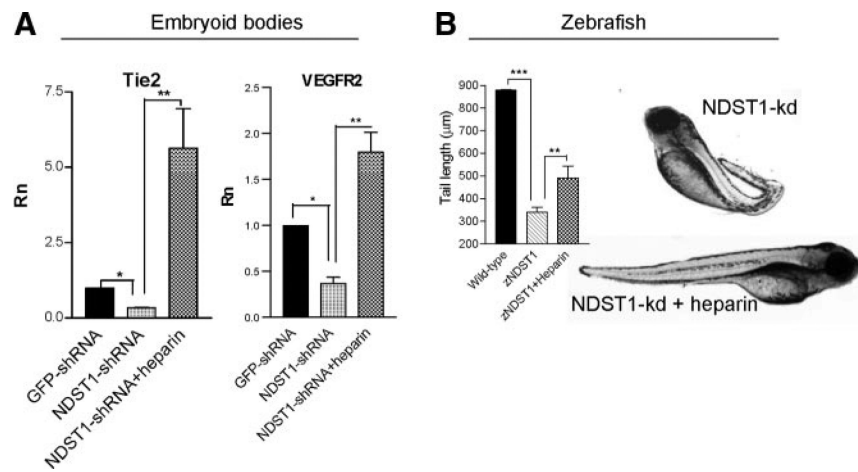 A
Embryoid bodies
Tie2
**
7.5
5.0
2.5
0.0
Rn
*
GFP-shRNA
NDST1-shRNA
NDST1-shRNA+heparin
VEGFR2
2.5
2.0
1.5
1.0
0.5
0.0
Rn
**
*
GFP-shRNA
NDST1-shRNA
NDST1-shRNA+heparin
B
Zebrafish
900
800
700
600
500
400
300
200
Tail length (µm)
***
**
Wild-type
zNDST1
zNDST1+Heparin
NDST1-kd
NDST1-kd + heparin